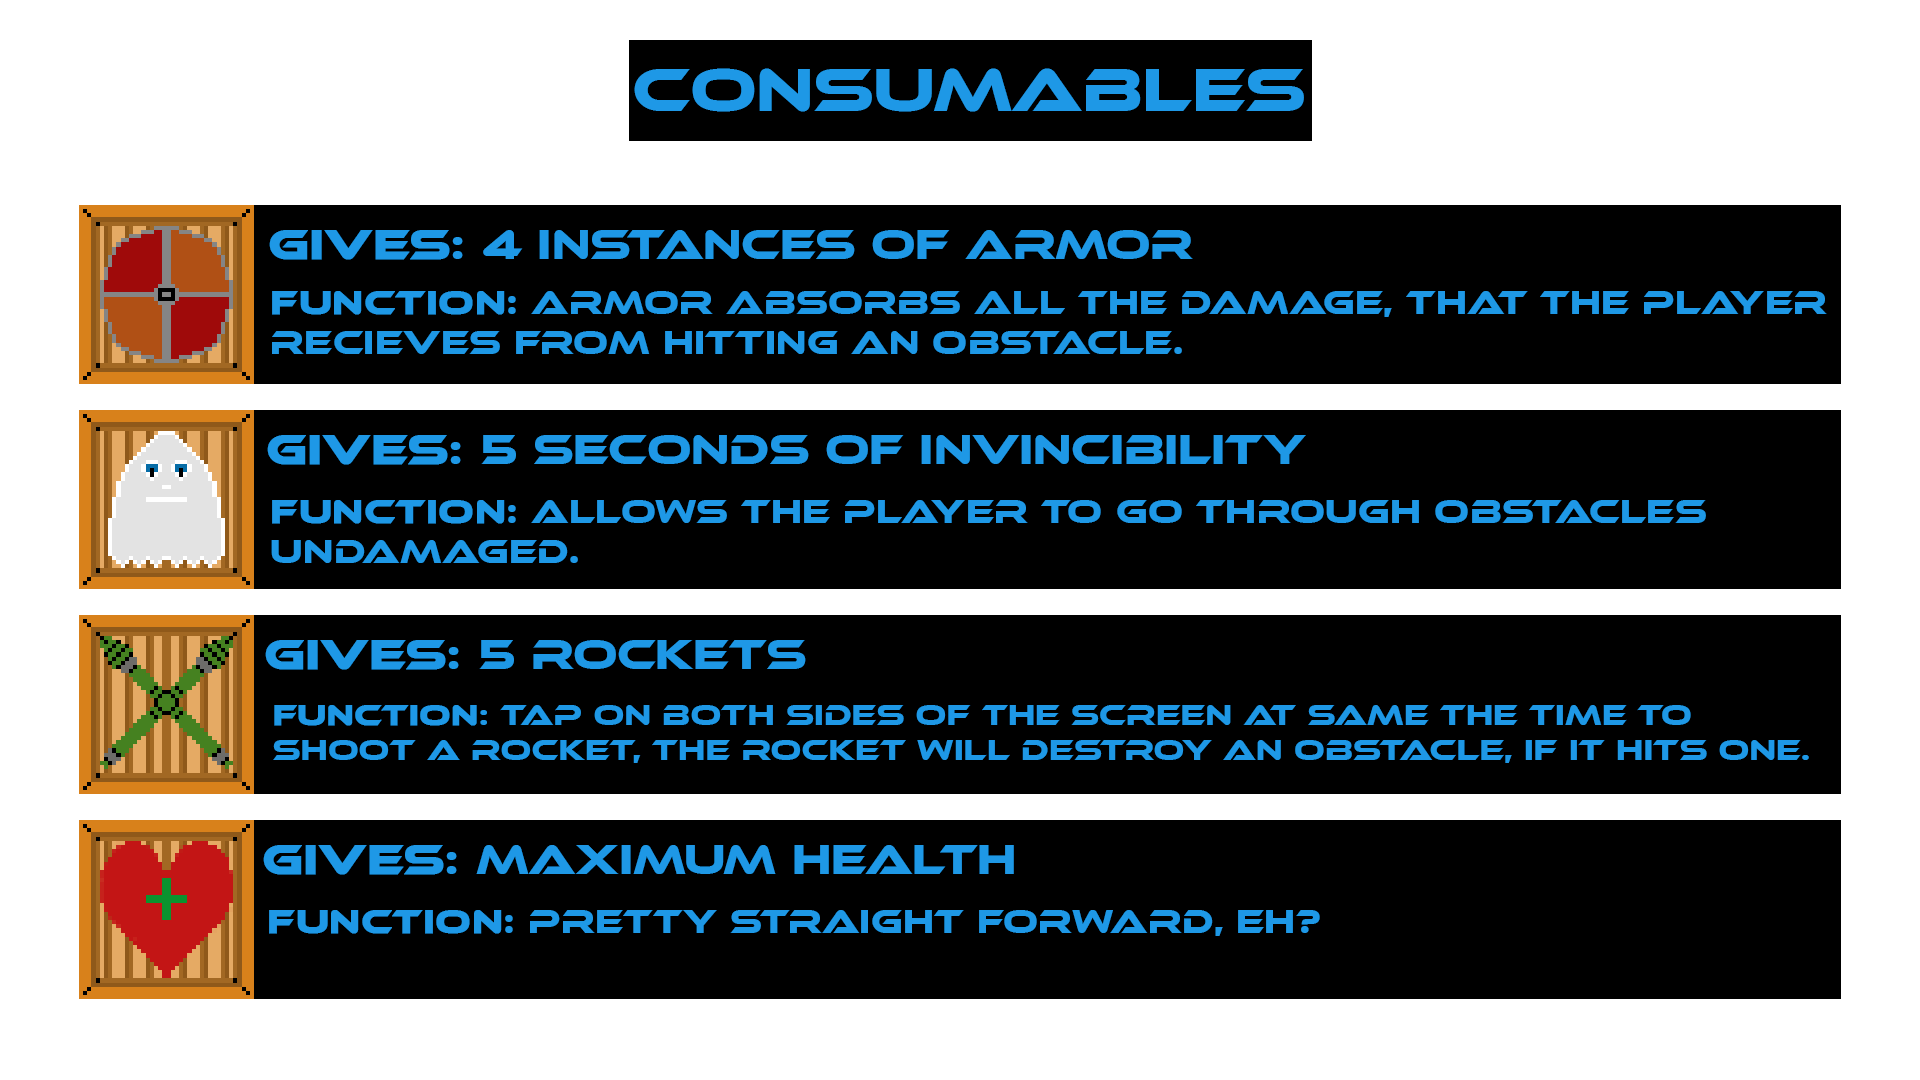 CONSUMABLES
GIVES: 4 INSTANCES OF ARMOR
FUNCTION: ARMOR ABSORBS ALL THE DAMAGE, THAT THE PLAYER
RECIEVES FROM HITTING AN OBSTACLE.
GIVES: 5 SECONDS OF INVINCIBILITY
FUNCTION: ALLOWS THE PLAYER TO GO THROUGH OBSTACLES
UNDAMAGED.
GIVES: 5 ROCKETS
FUNCTION: TAP ON BOTH SIDES OF THE SCREEN AT SAME THE TIME TO
SHOOT A ROCKET, THE ROCKET WILL DESTROY AN OBSTACLE, IF IT HITS ONE.
GIVES: MAXIMUM HEALTH
FUNCTION: PRETTY STRAIGHT FORWARD, EH?